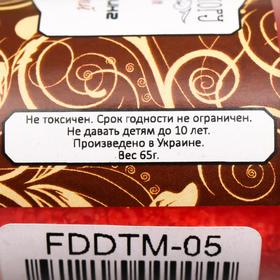 Не токсичен. Срок годности не ограничен.
Не давать детям до 10 лет.
Произведено в Украине.
Вес 65г.
FDDTM-05